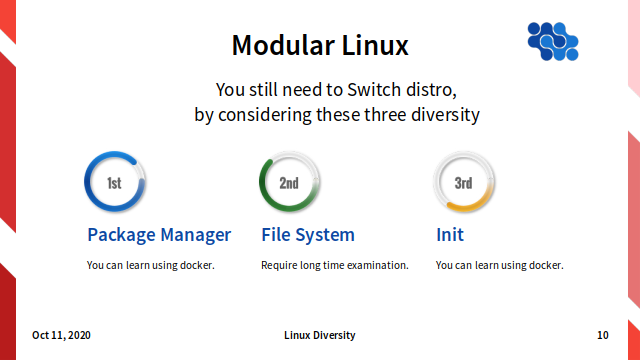 Modular Linux
You still need to Switch distro,
by considering these three diversity
1st
2nd
3rd
Package Manager
File System
Init
You can learn using docker.
Require long time examination.
You can learn using docker.
Oct 11, 2020
Linux Diversity
10